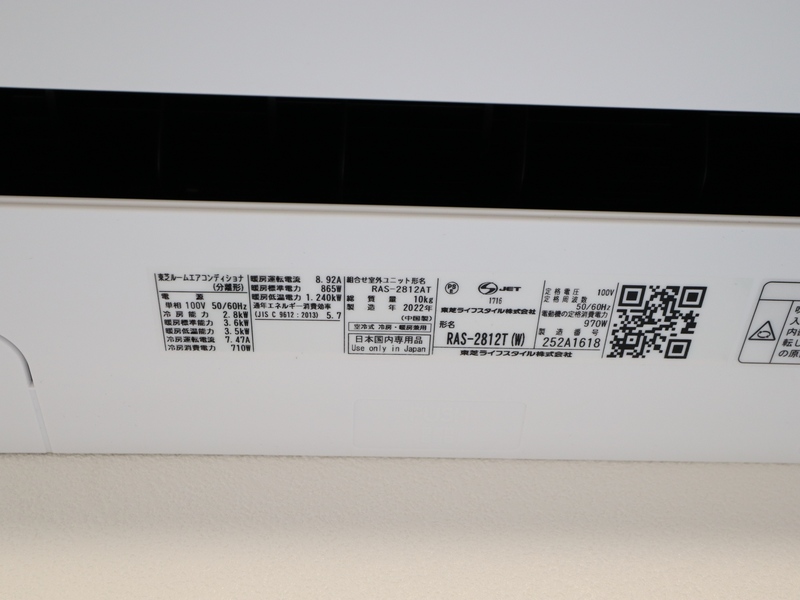 東芝ルームエアコンディショナ
(分離形)
電 源
単相 100V 50/60Hz
冷房能力 2.8kW
暖房標準能力 3.6kW
暖房低温能力 3.5kW
冷房運転電流 7.47A
冷房消費電力 710W
暖房運転電流 8.92A
暖房標準電力 865W
暖房低温電力 1.240kW
通年エネルギー消費効率
(JIS C 9612:2013) 5.7
組合せ室外ユニット形名
RAS-2812AT
総質量 10kg
製造年 2022年
(中国製)
空冷式 冷房・暖房兼用
日本国内専用品
Use only in Japan
PSE
JET
1716
東芝ライフスタイル株式会社
形名
RAS-2812T(W)
東芝ライフスタイル株式会社
定格電圧 100V
定格周波数
50/60Hz
電動機の定格消費電力
970W
製造番号
252A1618
入
内
転し
の原